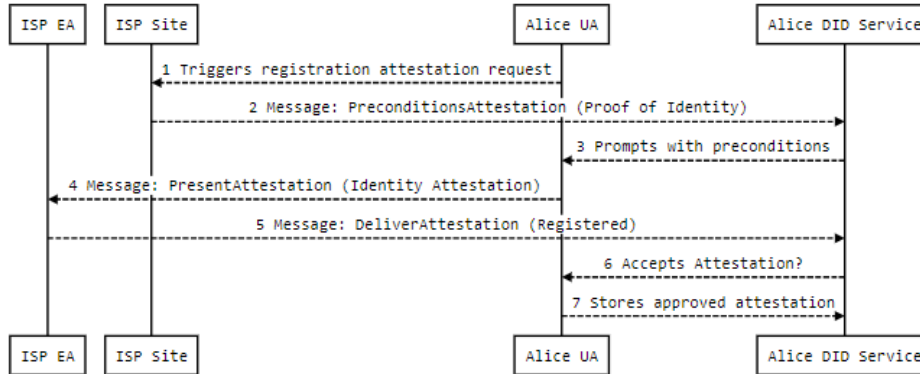 ISP EA
ISP Site
Alice UA
Alice DID Service
1 Triggers registration attestation request
2 Message: PreconditionsAttestation (Proof of Identity)
3 Prompts with preconditions
4 Message: PresentAttestation (Identity Attestation)
5 Message: DeliverAttestation (Registered)
6 Accepts Attestation?
7 Stores approved attestation
ISP EA
ISP Site
Alice UA
Alice DID Service